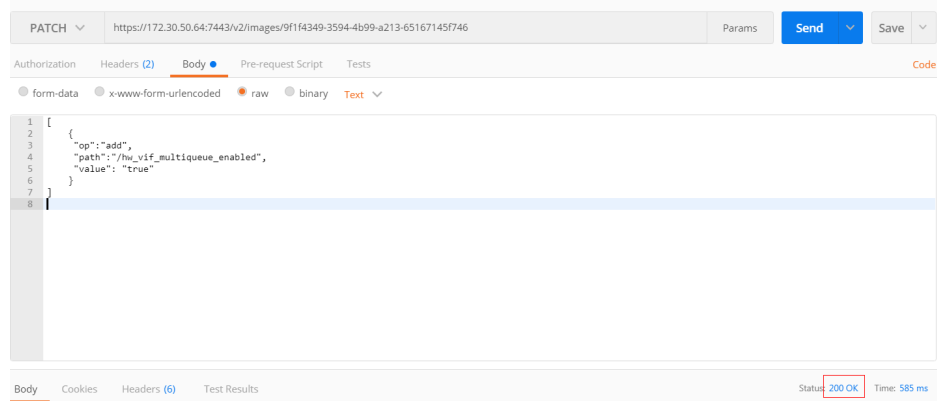 PATCH https://172.30.50.64:7443/v2/images/9f1f4349-3594-4b99-a213-65167145f746 Params Send Save
Authorization Headers (2) Body Pre-request Script Tests Code
form-data x-www-form-urlencoded raw binary Text
1 [
2 {
3 "op":"add",
4 "path":"/hw_vif_multiqueue_enabled",
5 "value": "true"
6 }
7 ]
8
Body Cookies Headers (6) Test Results Status: 200 OK Time: 585 ms